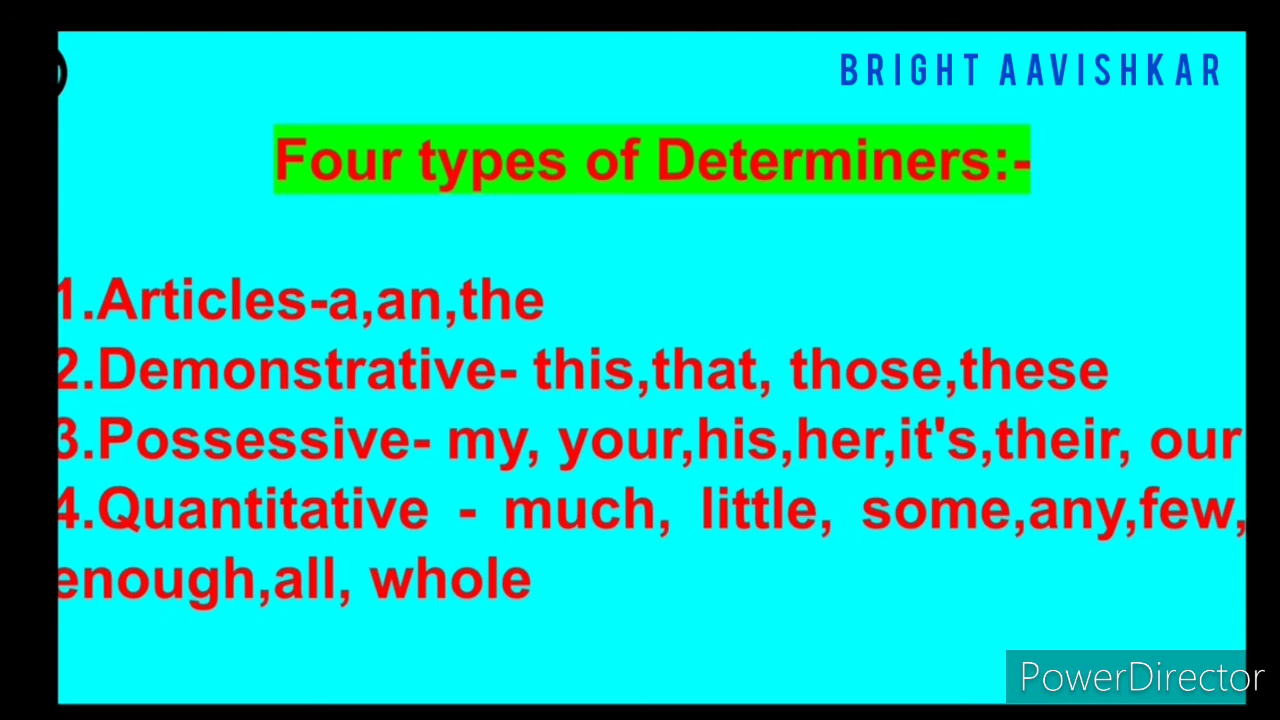 BRIGHT AAVISHKAR
Four types of Determiners:-
1.Articles-a,an,the
2.Demonstrative- this,that, those,these
3.Possessive- my, your,his,her,it's,their, our
4.Quantitative - much, little, some,any,few,
enough,all, whole
PowerDirector